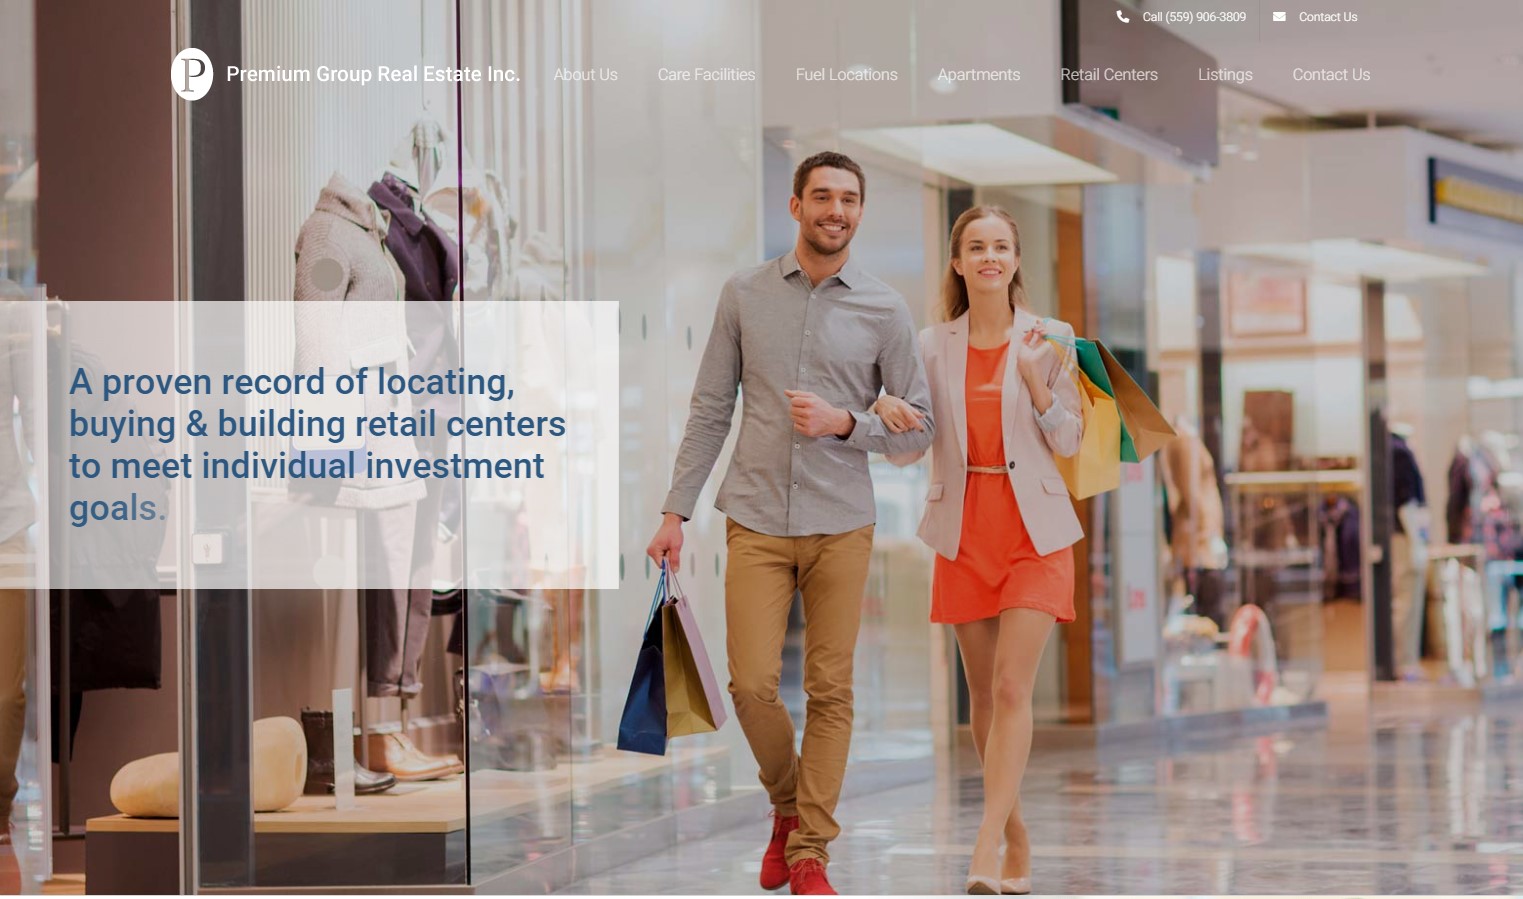 Call (559) 906-3809
Contact Us
P
Premium Group Real Estate Inc.
About Us
Care Facilities
Fuel Locations
Apartments
Retail Centers
Listings
Contact Us
A proven record of locating,
buying & building retail centers
to meet individual investment
goals.